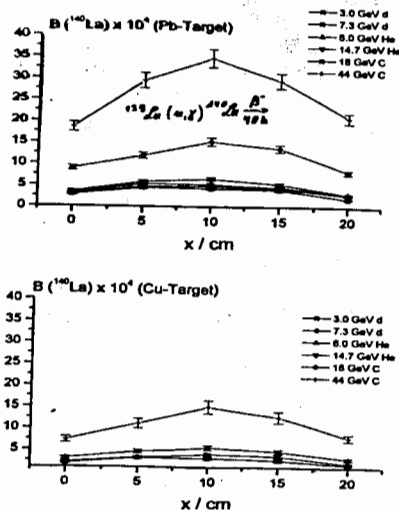 B (¹⁴⁰La) x 10⁴ (Pb-Target)
3.0 GeV d
7.3 GeV d
6.0 GeV He
14.7 GeV He
18 GeV C
44 GeV C
40
35
30
25
20
15
10
5
0
0 5 10 15 20
x / cm
B (¹⁴⁰La) x 10⁴ (Cu-Target)
3.0 GeV d
7.3 GeV d
6.0 GeV He
14.7 GeV He
18 GeV C
44 GeV C
40
35
30
25
20
15
10
5
0 5 10 15 20
x / cm